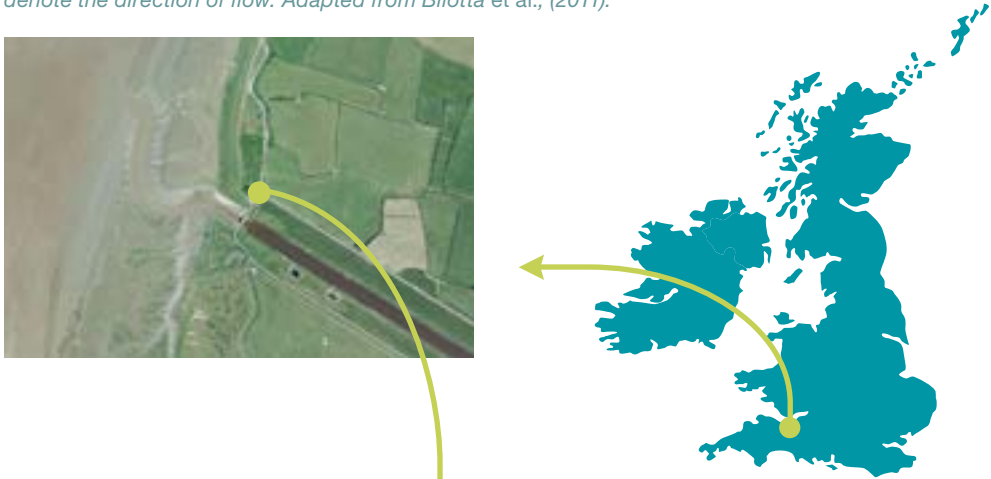 denote the direction of flow. Adapted from Bilotta et al., (2011).